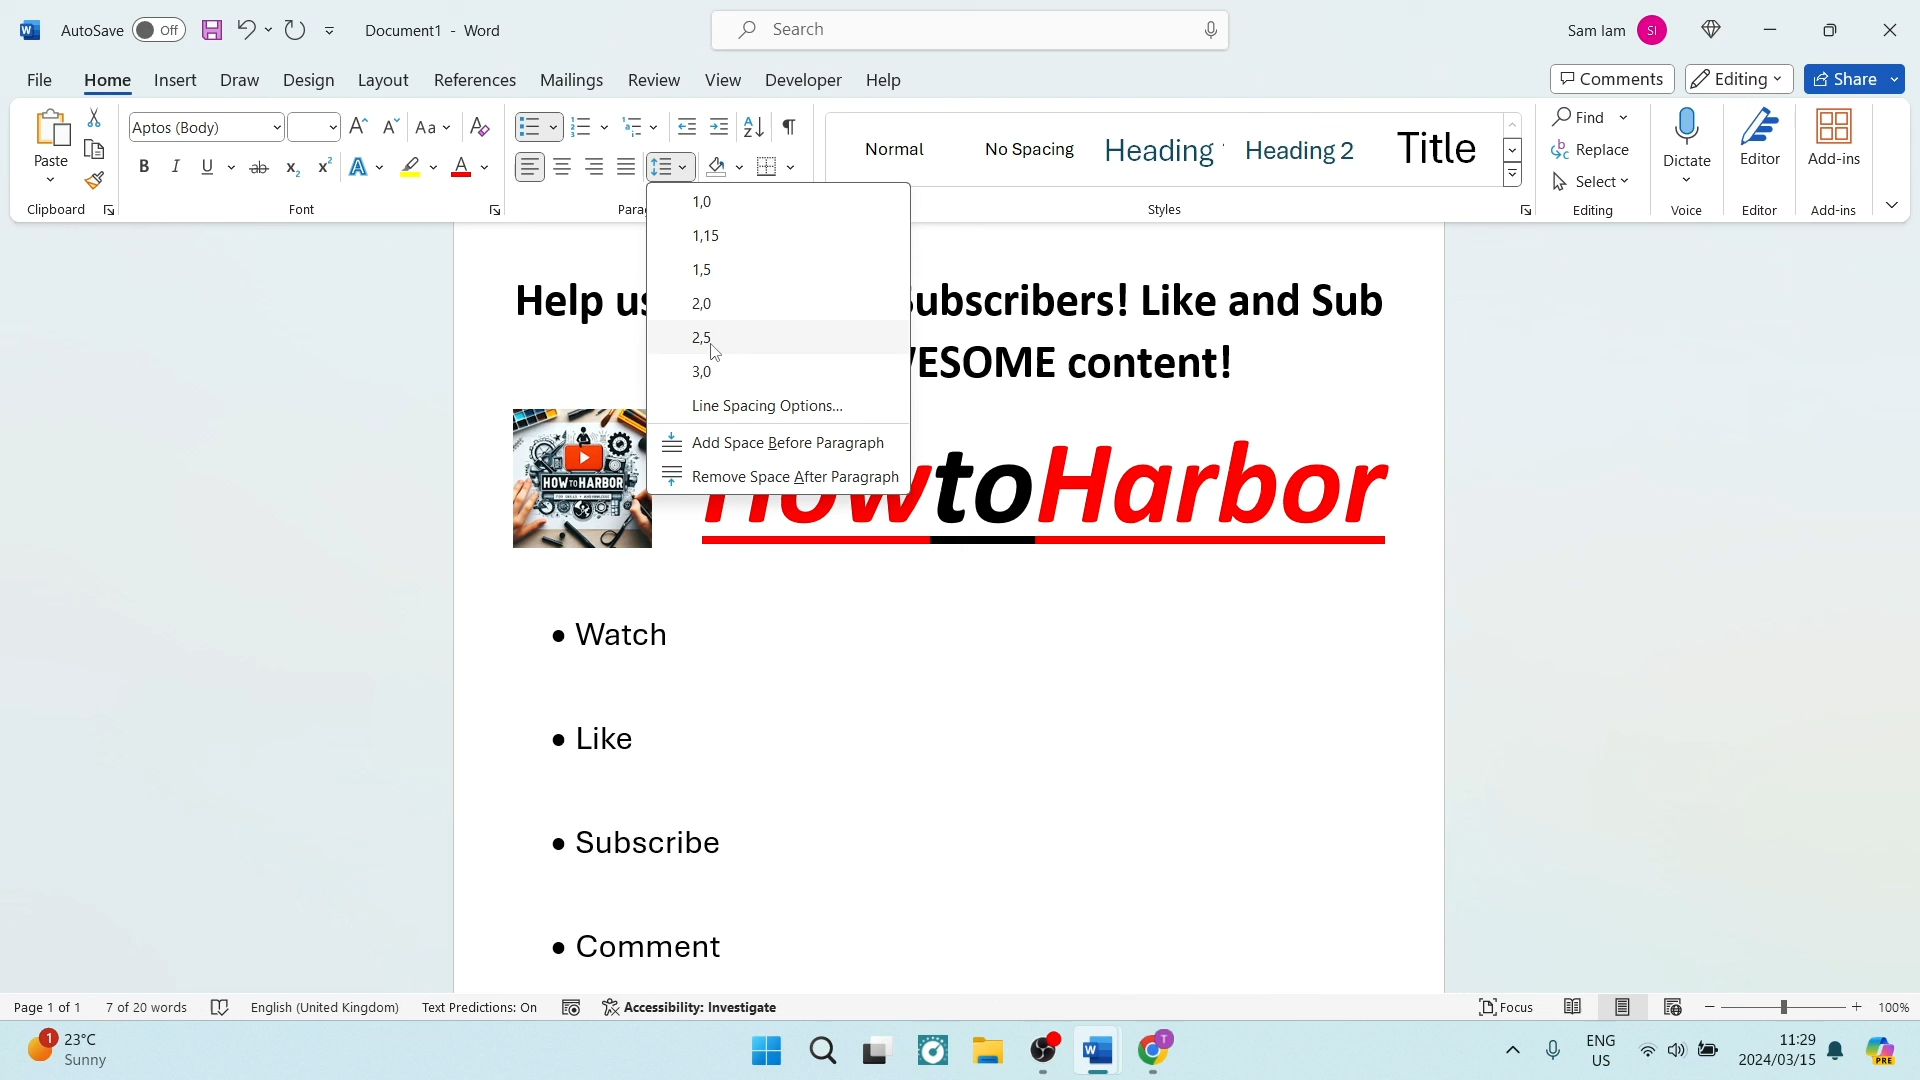 AutoSave Off Document1 - Word
Search
Sam Iam SI
File Home Insert Draw Design Layout References Mailings Review View Developer Help
Comments Editing Share
Paste
Clipboard
Aptos (Body)
Font
Normal No Spacing Heading Heading 2 Title
Styles
Find
Replace
Select
Editing
Dictate
Voice
Editor
Editor
Add-ins
Add-ins
1,0
1,15
1,5
2,0
2,5
3,0
Line Spacing Options...
Add Space Before Paragraph
Remove Space After Paragraph
Help ubscribers! Like and Sub
ESOME content!
HOWTOHARBOR
HowtoHarbor
• Watch
• Like
• Subscribe
• Comment
Page 1 of 1 7 of 20 words English (United Kingdom) Text Predictions: On Accessibility: Investigate
Focus 100%
1 23°C
Sunny
ENG
US
11:29
2024/03/15
PRE